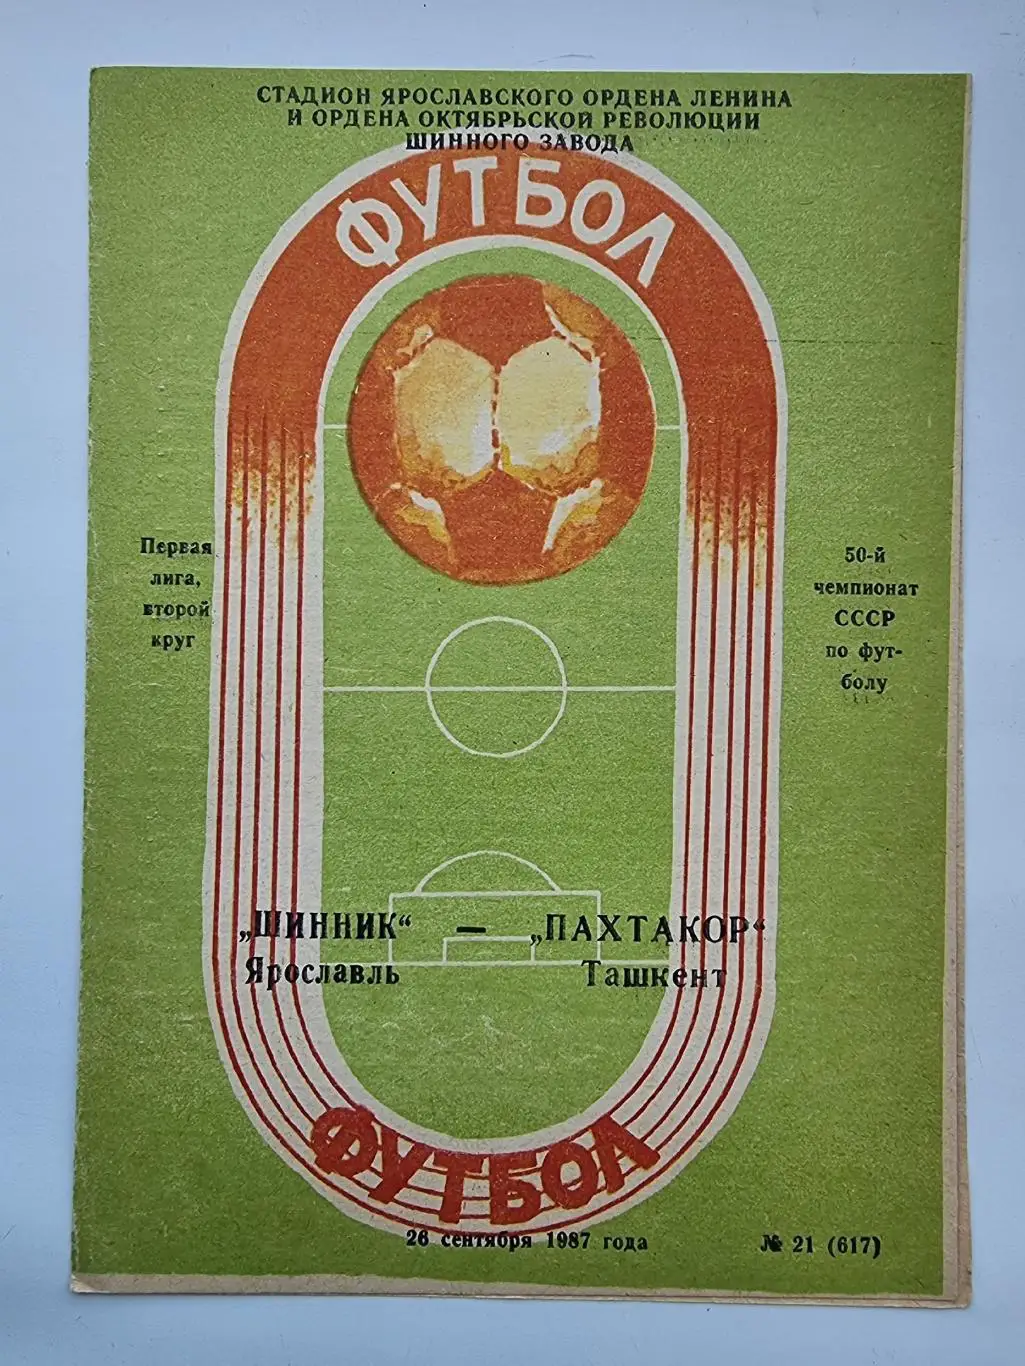 СТАДИОН ЯРОСЛАВСКОГО ОРДЕНА ЛЕНИНА
И ОРДЕНА ОКТЯБРЬСКОЙ РЕВОЛЮЦИИ
ШИННОГО ЗАВОДА
ФУТБОЛ
Первая
лига,
второй
круг
50-й
чемпионат
СССР
по фут-
болу
„ШИННИК“ — „ПАХТАКОР“
Ярославль Ташкент
ФУТБОЛ
26 сентября 1987 года
№ 21 (617)